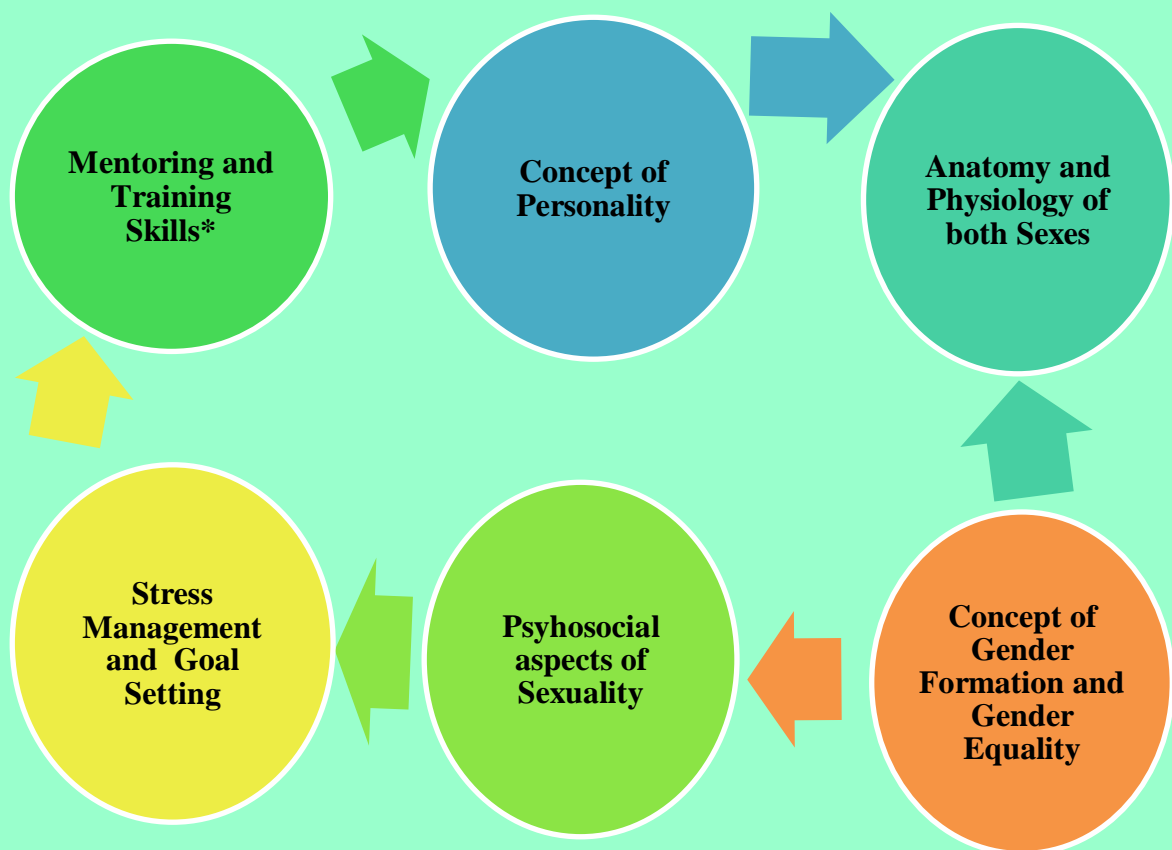 Mentoring and
Training
Skills*
Concept of
Personality
Anatomy and
Physiology of
both Sexes
Stress
Management
and Goal
Setting
Psyhosocial
aspects of
Sexuality
Concept of
Gender
Formation and
Gender
Equality